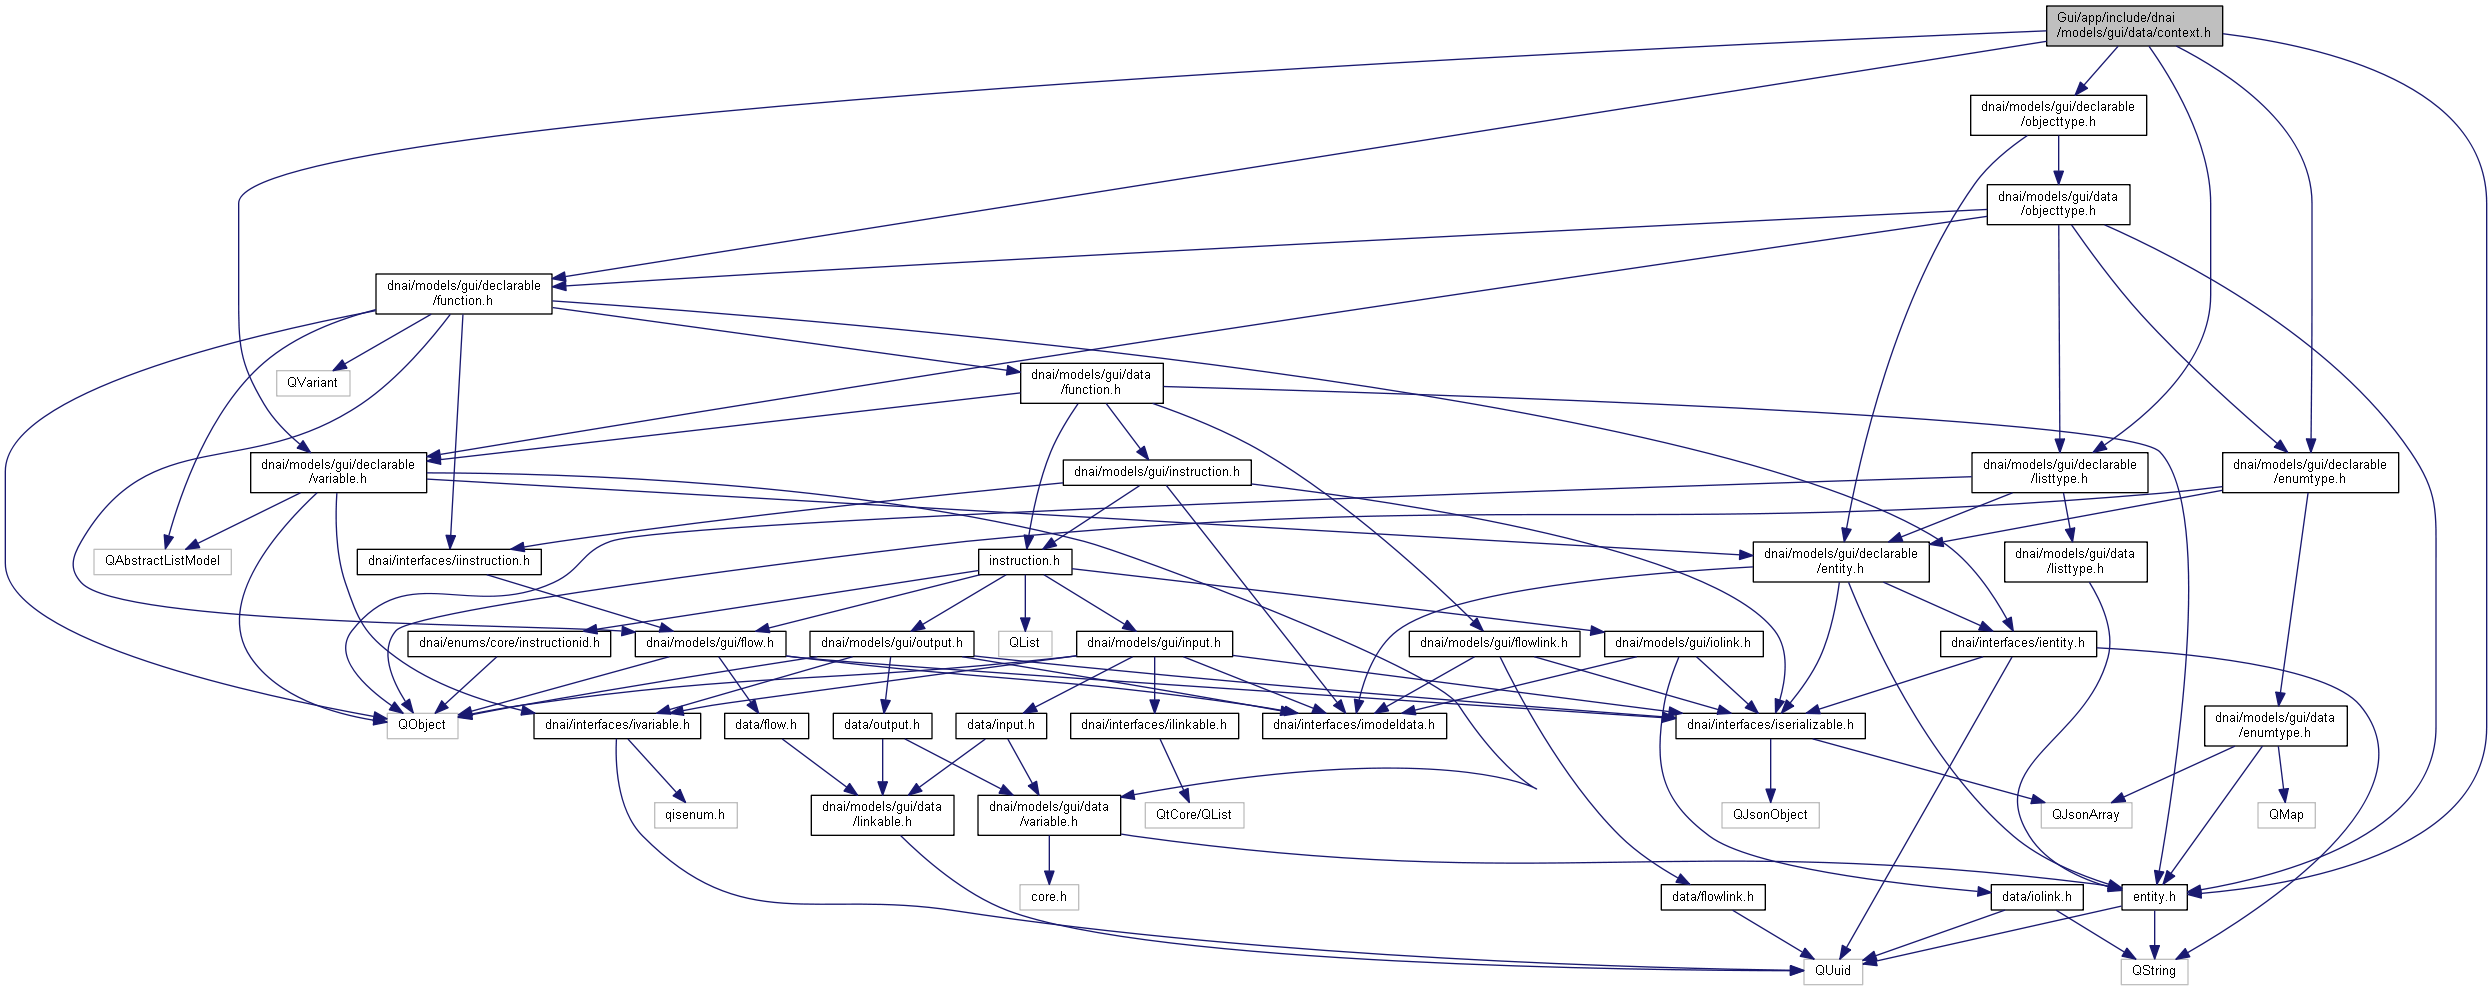 Gui/app/include/dnai
/models/gui/data/context.h
dnai/models/gui/declarable
/objecttype.h
dnai/models/gui/data
/objecttype.h
dnai/models/gui/declarable
/function.h
QVariant
dnai/models/gui/data
/function.h
dnai/models/gui/declarable
/variable.h
dnai/models/gui/instruction.h
dnai/models/gui/declarable
/listtype.h
dnai/models/gui/declarable
/enumtype.h
QAbstractListModel
dnai/interfaces/iinstruction.h
instruction.h
dnai/models/gui/declarable
/entity.h
dnai/models/gui/data
/listtype.h
dnai/enums/core/instructionid.h
dnai/models/gui/flow.h
dnai/models/gui/output.h
QList
dnai/models/gui/input.h
dnai/models/gui/flowlink.h
dnai/models/gui/iolink.h
dnai/interfaces/ientity.h
QObject
dnai/interfaces/ivariable.h
data/flow.h
data/output.h
data/input.h
dnai/interfaces/ilinkable.h
dnai/interfaces/imodeldata.h
dnai/interfaces/iserializable.h
dnai/models/gui/data
/enumtype.h
qisenum.h
dnai/models/gui/data
/linkable.h
dnai/models/gui/data
/variable.h
QtCore/QList
QJsonObject
QJsonArray
QMap
core.h
data/flowlink.h
data/iolink.h
entity.h
QUuid
QString